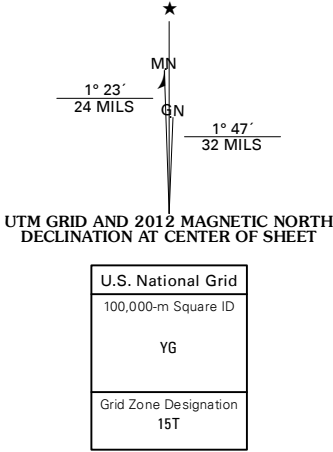 ★
MN
1° 23´
24 MILS
GN
1° 47´
32 MILS
UTM GRID AND 2012 MAGNETIC NORTH
DECLINATION AT CENTER OF SHEET
U.S. National Grid
100,000-m Square ID
YG
Grid Zone Designation
15T